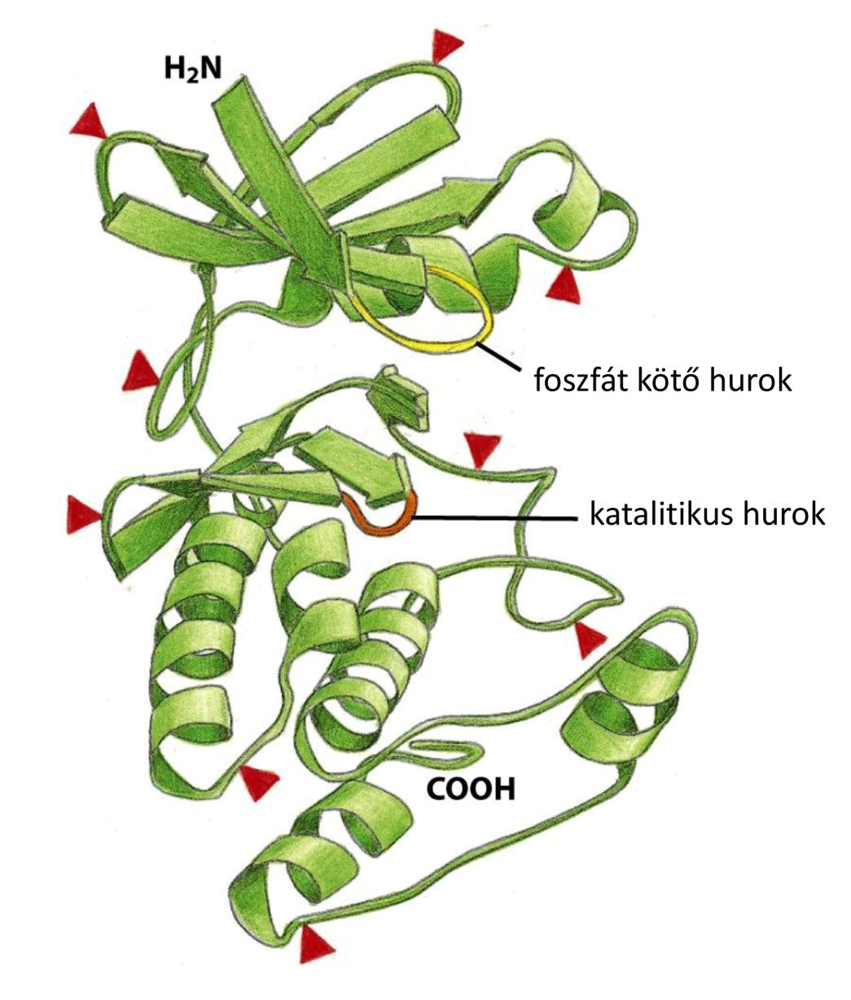 H₂N
foszfát kötő hurok
katalitikus hurok
COOH